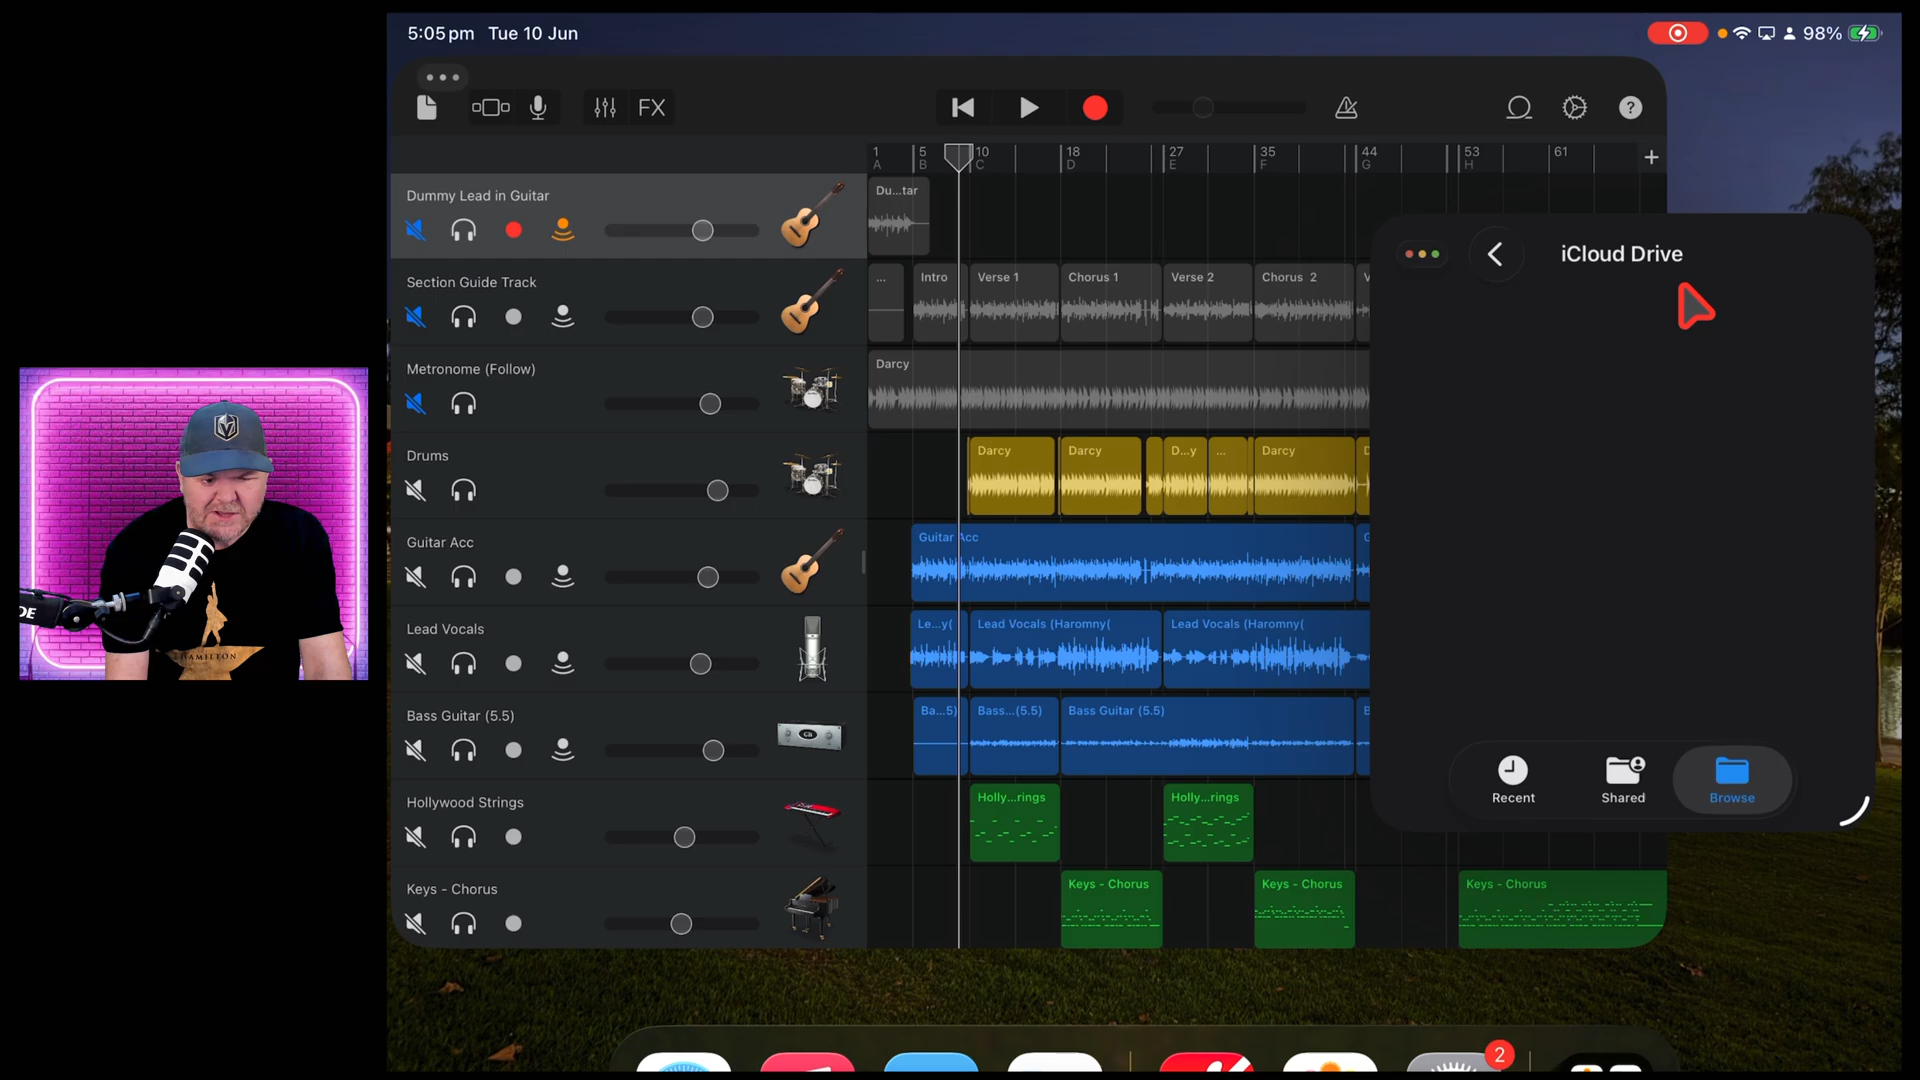 5:05 pm Tue 10 Jun
98%
FX
1 5 10 18 27 35 44 53 61
A B C D E F G H
Dummy Lead in Guitar
Du...tar
Section Guide Track
... Intro Verse 1 Chorus 1 Verse 2 Chorus 2 V
Metronome (Follow)
Darcy
Drums
Darcy Darcy D...y ... Darcy
Guitar Acc
Guitar Acc
Lead Vocals
Le...y( Lead Vocals (Haromny( Lead Vocals (Haromny(
Bass Guitar (5.5)
Ba...5) Bass...(5.5) Bass Guitar (5.5)
Hollywood Strings
Holly...rings Holly...rings
Keys - Chorus
Keys - Chorus Keys - Chorus Keys - Chorus
iCloud Drive
Recent Shared Browse
2
HAMILTON
DE